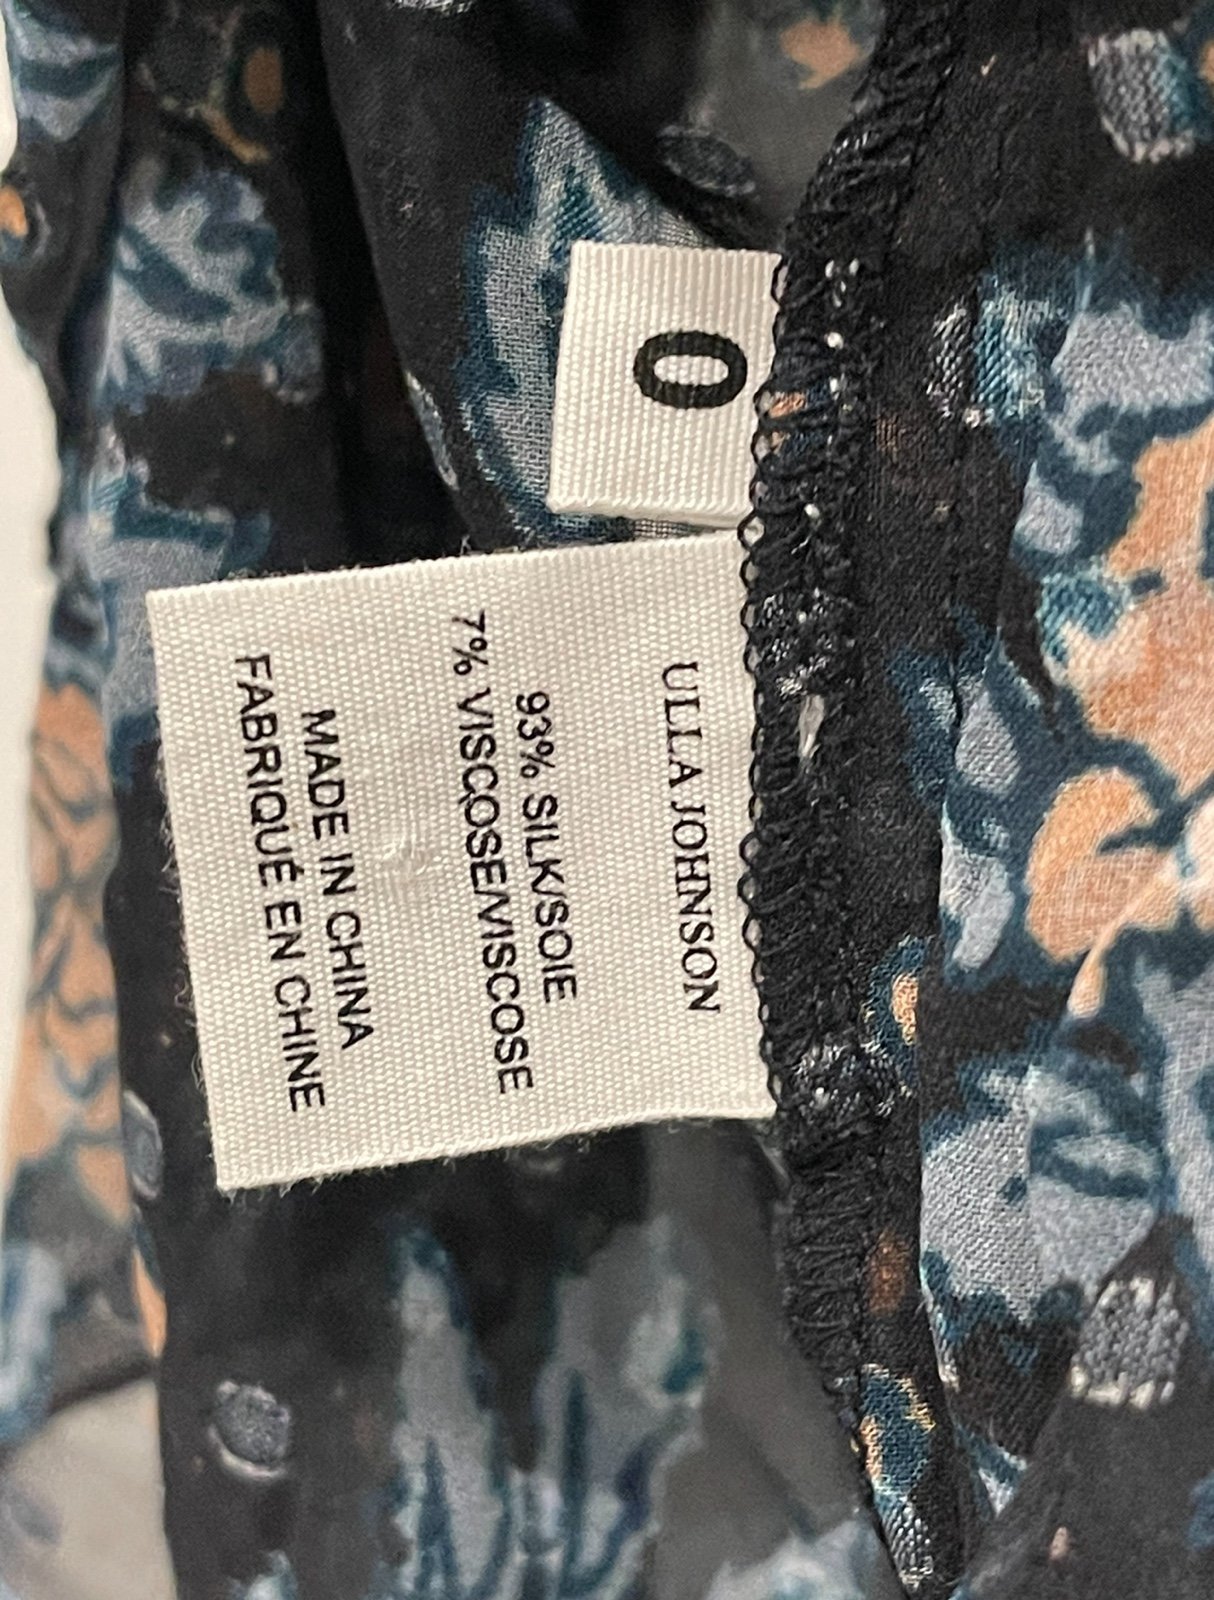 0
ULLA JOHNSON
93% SILK/SOIE
7% VISCOSE/VISCOSE
MADE IN CHINA
FABRIQUÉ EN CHINE